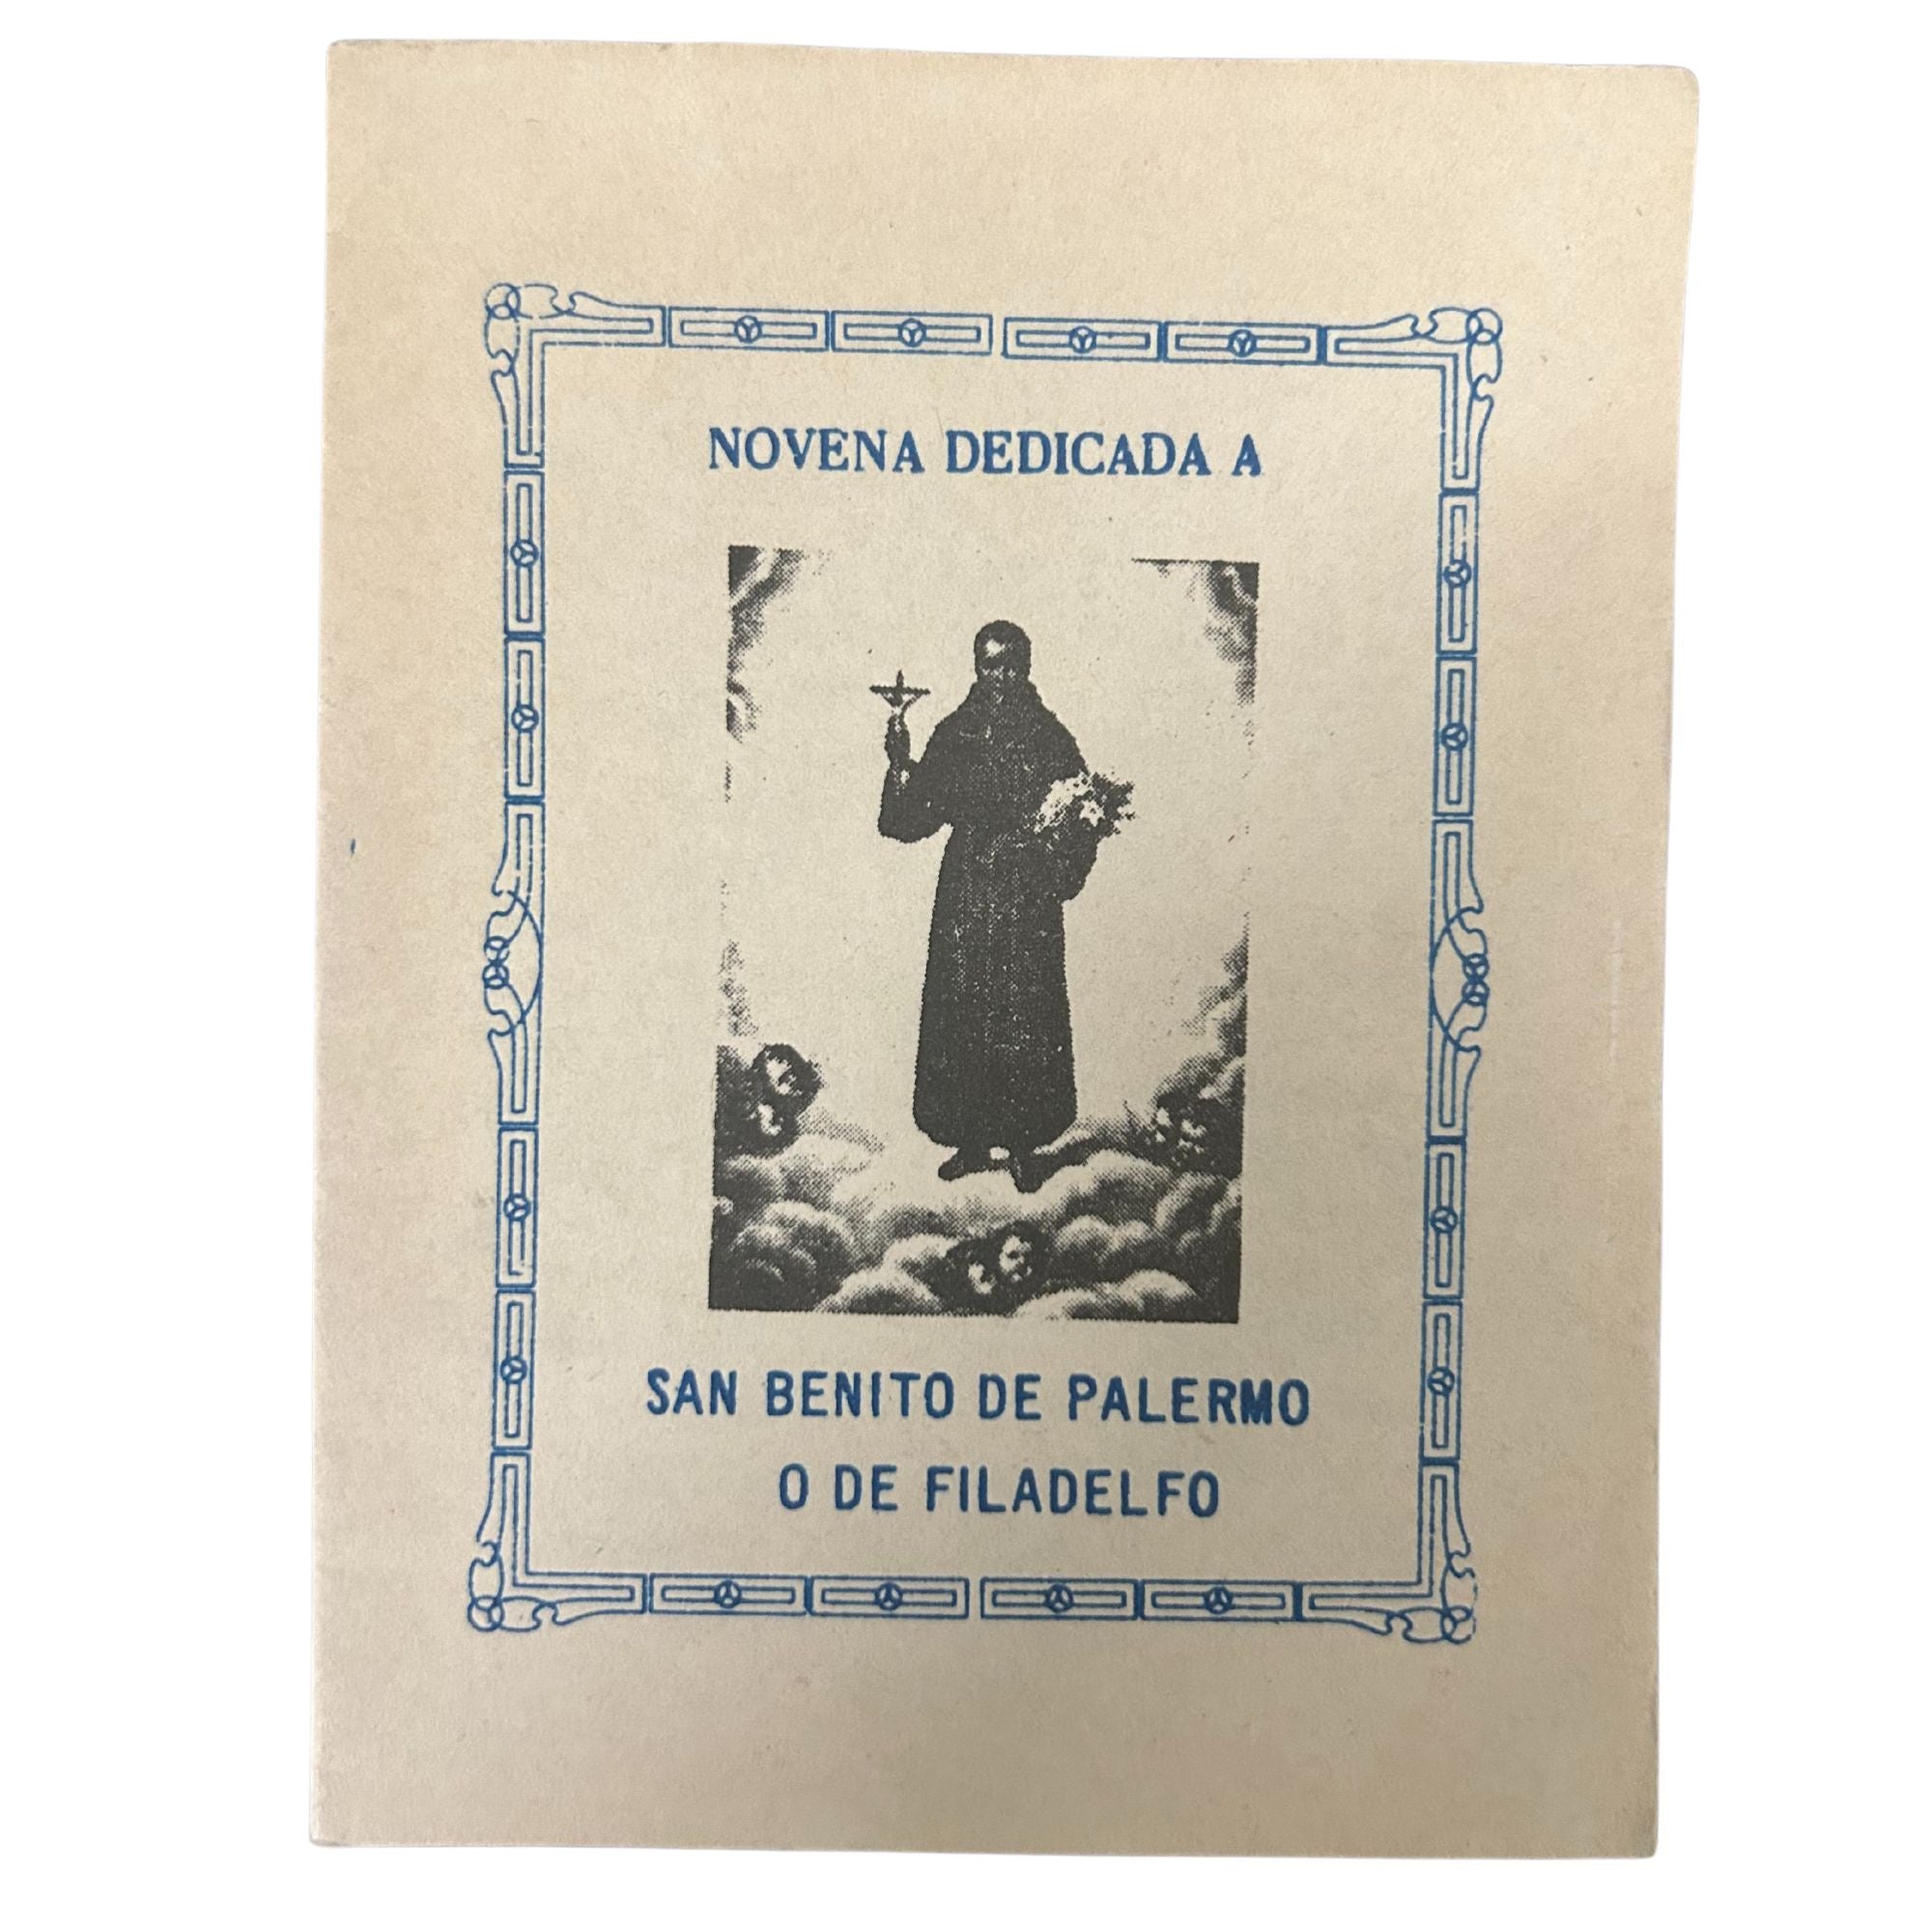 NOVENA DEDICADA A
SAN BENITO DE PALERMO
O DE FILADELFO